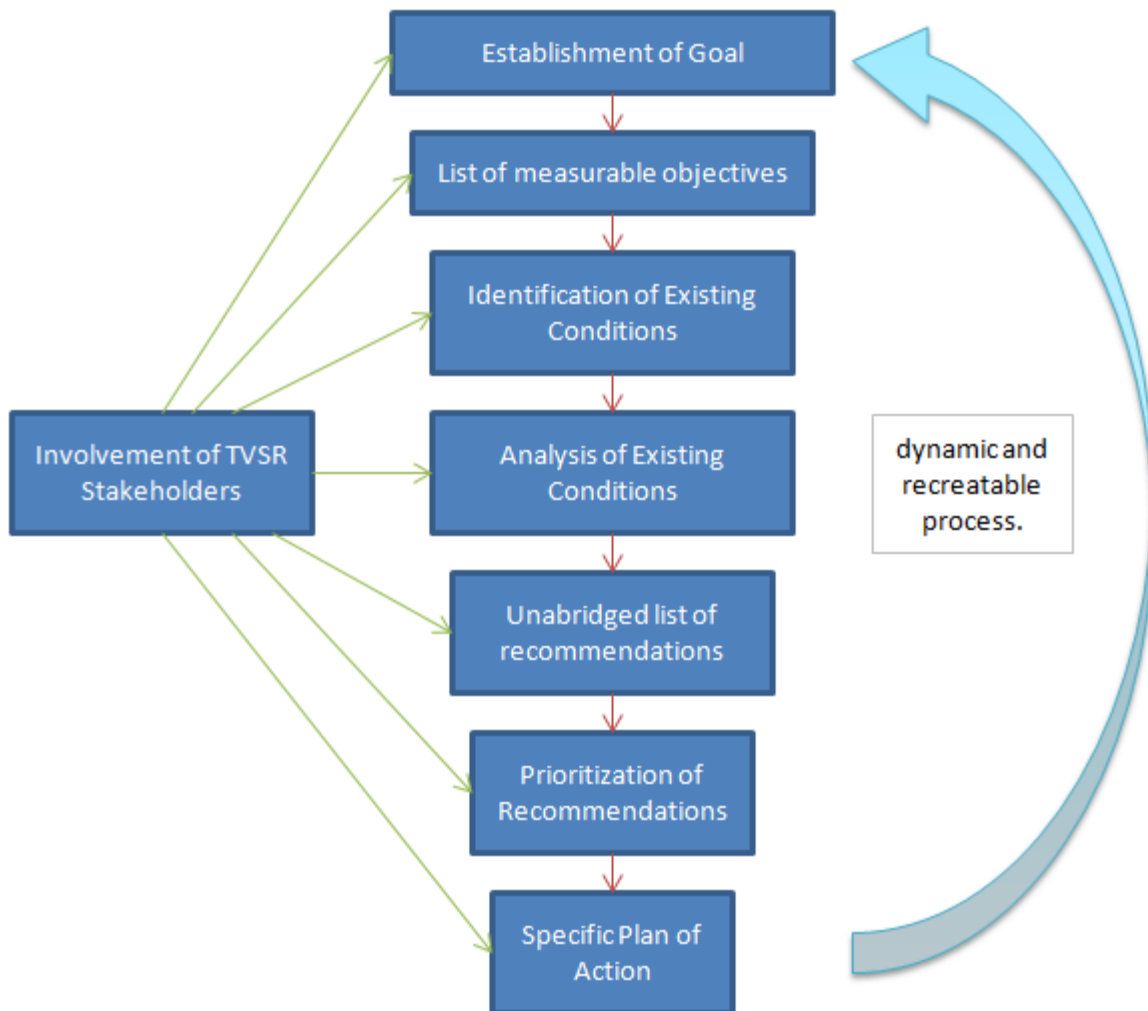 Establishment of Goal
List of measurable objectives
Identification of Existing
Conditions
Involvement of TVSR
Stakeholders
Analysis of Existing
Conditions
dynamic and
recreatable
process.
Unabridged list of
recommendations
Prioritization of
Recommendations
Specific Plan of
Action